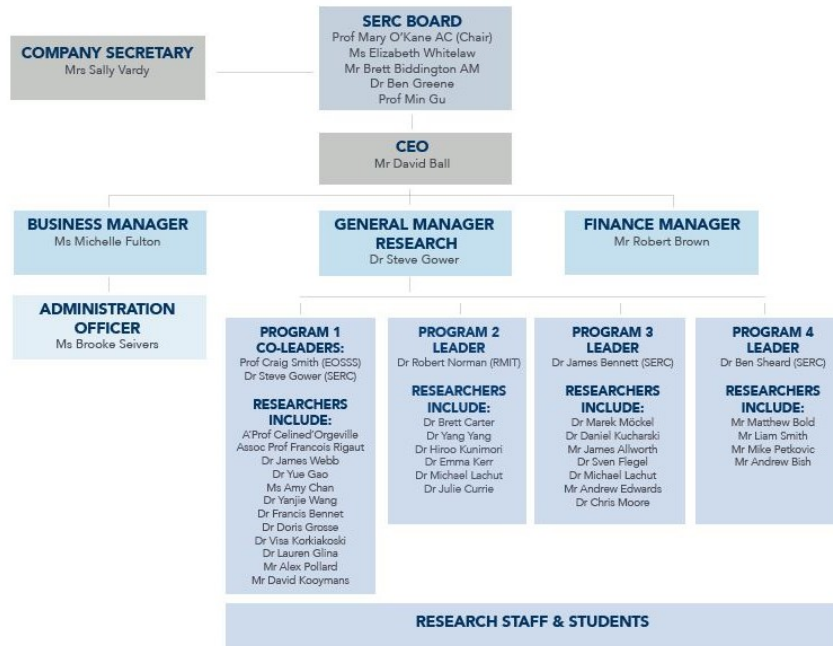 SERC BOARD
Prof Mary O'Kane AC (Chair)
Ms Elizabeth Whitelaw
Mr Brett Biddington AM
Dr Ben Greene
Prof Min Gu
COMPANY SECRETARY
Mrs Sally Vardy
CEO
Mr David Ball
BUSINESS MANAGER
Ms Michelle Fulton
GENERAL MANAGER
RESEARCH
Dr Steve Gower
FINANCE MANAGER
Mr Robert Brown
ADMINISTRATION
OFFICER
Ms Brooke Seivers
PROGRAM 1
CO-LEADERS:
Prof Craig Smith (EOSSS)
Dr Steve Gower (SERC)
RESEARCHERS
INCLUDE:
A'Prof Celined'Orgeville
Assoc Prof Francois Rigaut
Dr James Webb
Dr Yue Gao
Ms Amy Chan
Dr Yanjie Wang
Dr Francis Bennet
Dr Doris Grosse
Dr Visa Korkiakoski
Dr Lauren Glina
Mr Alex Pollard
Mr David Kooymans
PROGRAM 2
LEADER
Dr Robert Norman (RMIT)
RESEARCHERS
INCLUDE:
Dr Brett Carter
Dr Yang Yang
Dr Hiroo Kunimori
Dr Emma Kerr
Dr Michael Lachut
Dr Julie Currie
PROGRAM 3
LEADER
Dr James Bennett (SERC)
RESEARCHERS
INCLUDE:
Dr Marek Möckel
Dr Daniel Kucharski
Mr James Allworth
Dr Sven Flegel
Dr Michael Lachut
Mr Andrew Edwards
Dr Chris Moore
PROGRAM 4
LEADER
Dr Ben Sheard (SERC)
RESEARCHERS
INCLUDE:
Mr Matthew Bold
Mr Liam Smith
Mr Mike Petkovic
Mr Andrew Bish
RESEARCH STAFF & STUDENTS